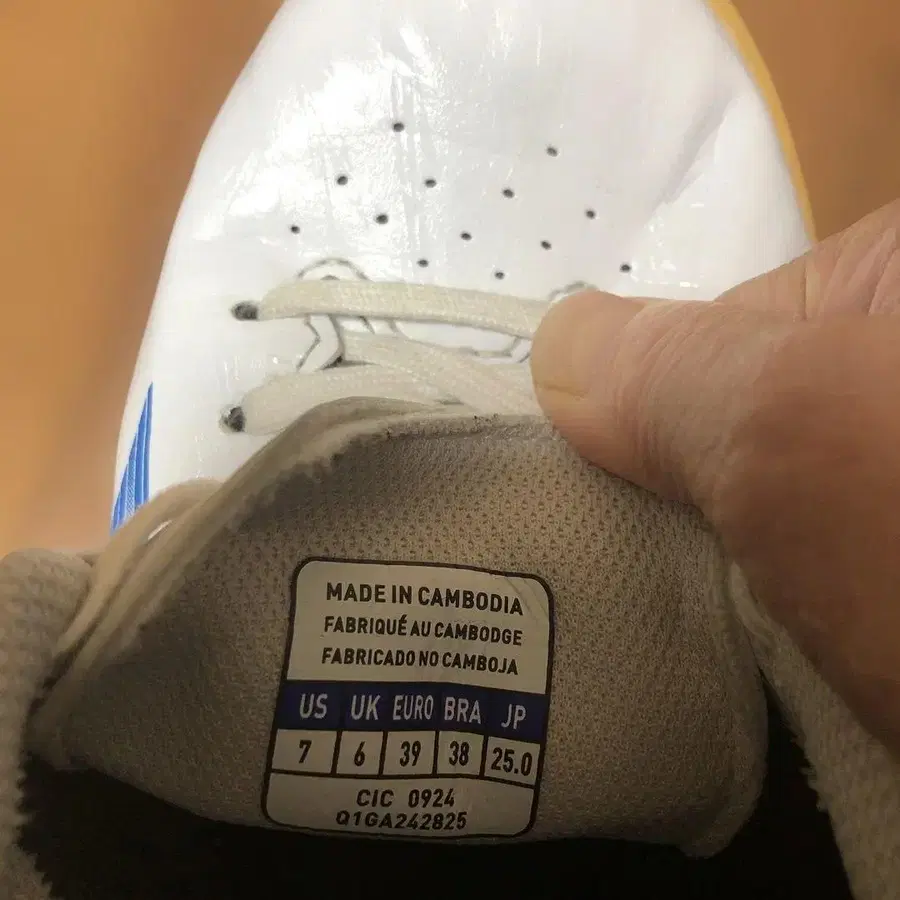 MADE IN CAMBODIA
FABRIQUÉ AU CAMBODGE
FABRICADO NO CAMBOJA
US UK EURO BRA JP
7 6 39 38 25.0
CIC 0924
Q1GA242825